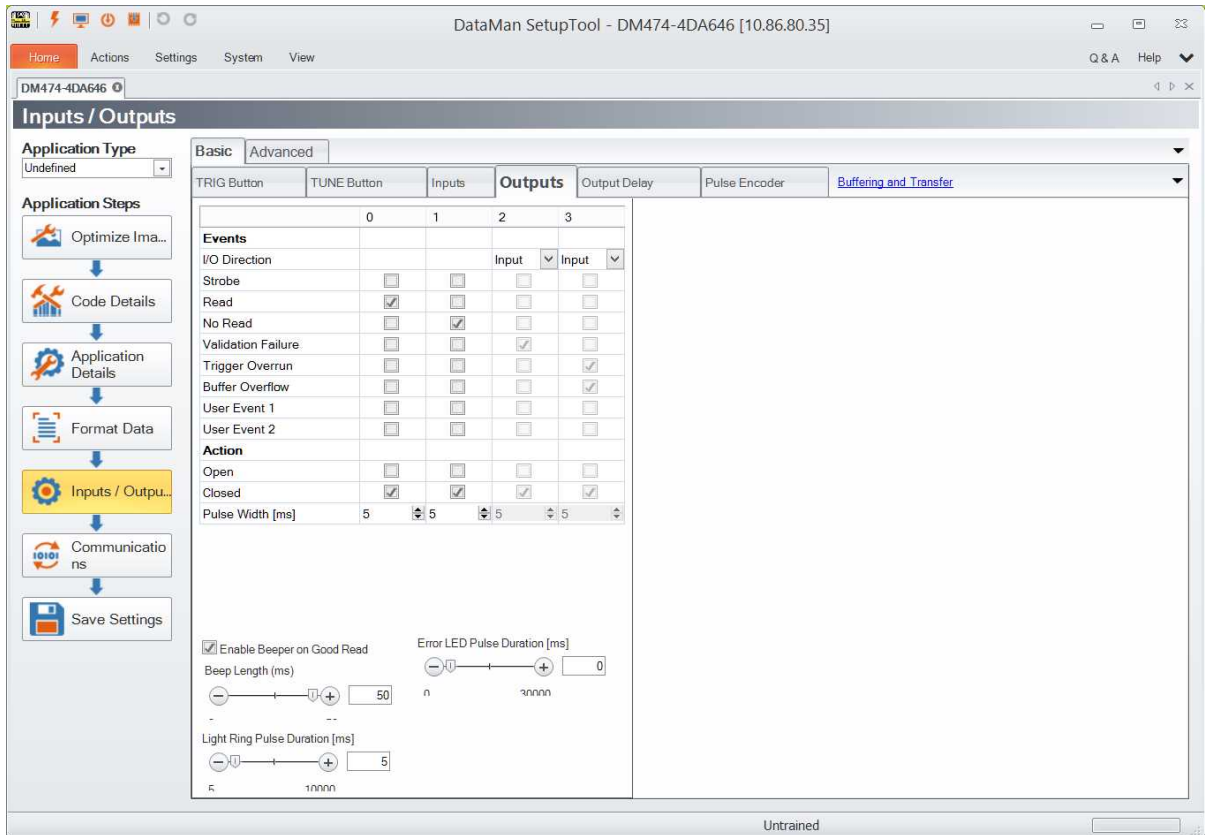 DataMan SetupTool - DM474-4DA646 [10.86.80.35]
Home Actions Settings System View Q & A Help
DM474-4DA646
Inputs / Outputs
Application Type
Undefined
Application Steps
Optimize Ima...
Code Details
Application
Details
Format Data
Inputs / Outpu...
Communicatio
ns
Save Settings
Basic Advanced
TRIG Button TUNE Button Inputs Outputs Output Delay Pulse Encoder Buffering and Transfer
0 1 2 3
Events
I/O Direction Input Input
Strobe
Read
No Read
Validation Failure
Trigger Overrun
Buffer Overflow
User Event 1
User Event 2
Action
Open
Closed
Pulse Width [ms] 5 5 5 5
Enable Beeper on Good Read
Beep Length (ms)
50
Error LED Pulse Duration [ms]
0
0 30000
Light Ring Pulse Duration [ms]
5
5 10000
Untrained